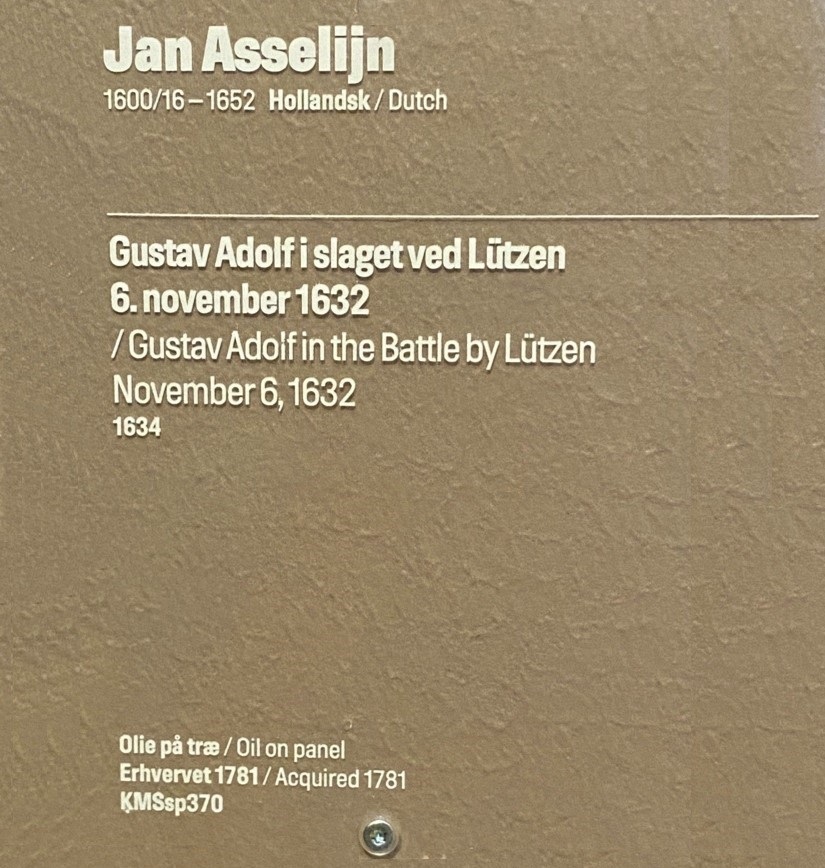 Jan Asselijn
1600/16 – 1652 Hollandsk / Dutch
Gustav Adolf i slaget ved Lützen
6. november 1632
/ Gustav Adolf in the Battle by Lützen
November 6, 1632
1634
Olie på træ / Oil on panel
Erhvervet 1781 / Acquired 1781
KMSsp370